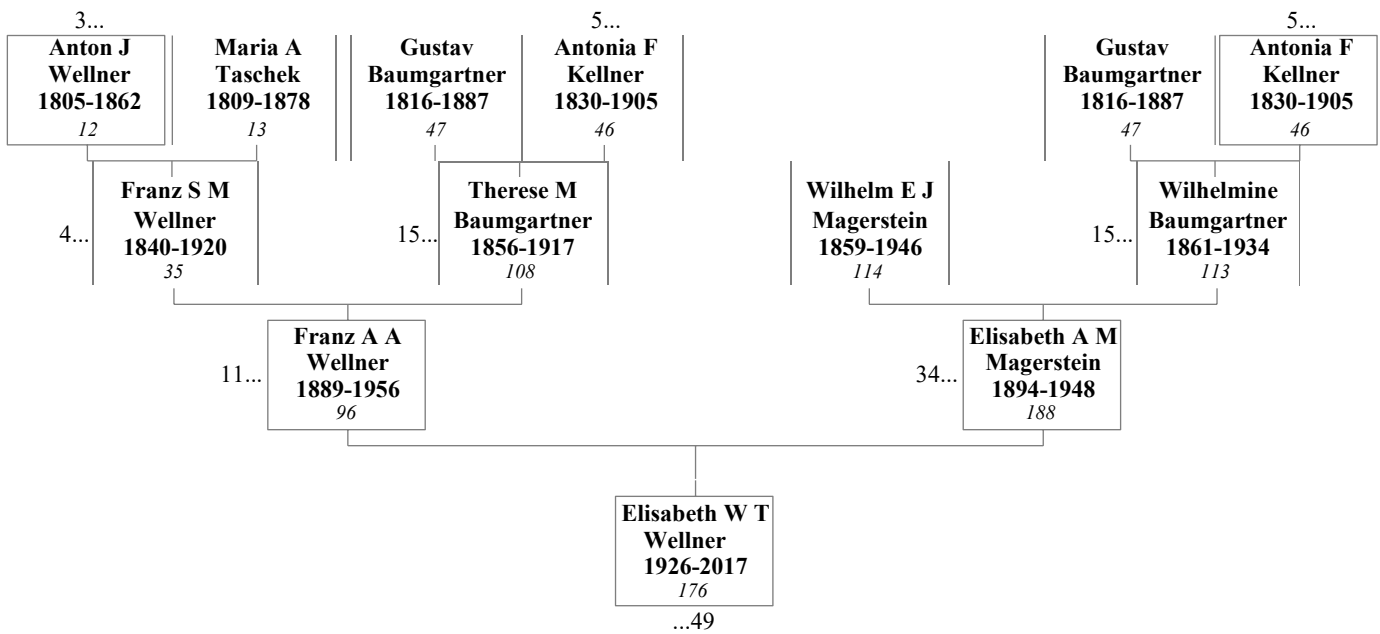 3...
Anton J
Wellner
1805-1862
12
Maria A
Taschek
1809-1878
13
Gustav
Baumgartner
1816-1887
47
5...
Antonia F
Kellner
1830-1905
46
Gustav
Baumgartner
1816-1887
47
5...
Antonia F
Kellner
1830-1905
46
4...
Franz S M
Wellner
1840-1920
35
15...
Therese M
Baumgartner
1856-1917
108
Wilhelm E J
Magerstein
1859-1946
114
15...
Wilhelmine
Baumgartner
1861-1934
113
11...
Franz A A
Wellner
1889-1956
96
34...
Elisabeth A M
Magerstein
1894-1948
188
Elisabeth W T
Wellner
1926-2017
176
...49